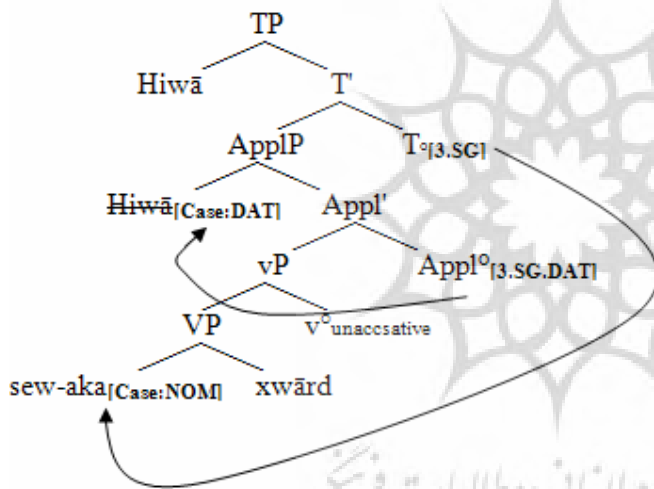 TP
Hiwā T'
ApplP T°[3.SG]
Hiwā[Case:DAT] Appl'
vP Appl°[3.SG.DAT]
VP v°unaccsative
sew-aka[Case:NOM] xwārd